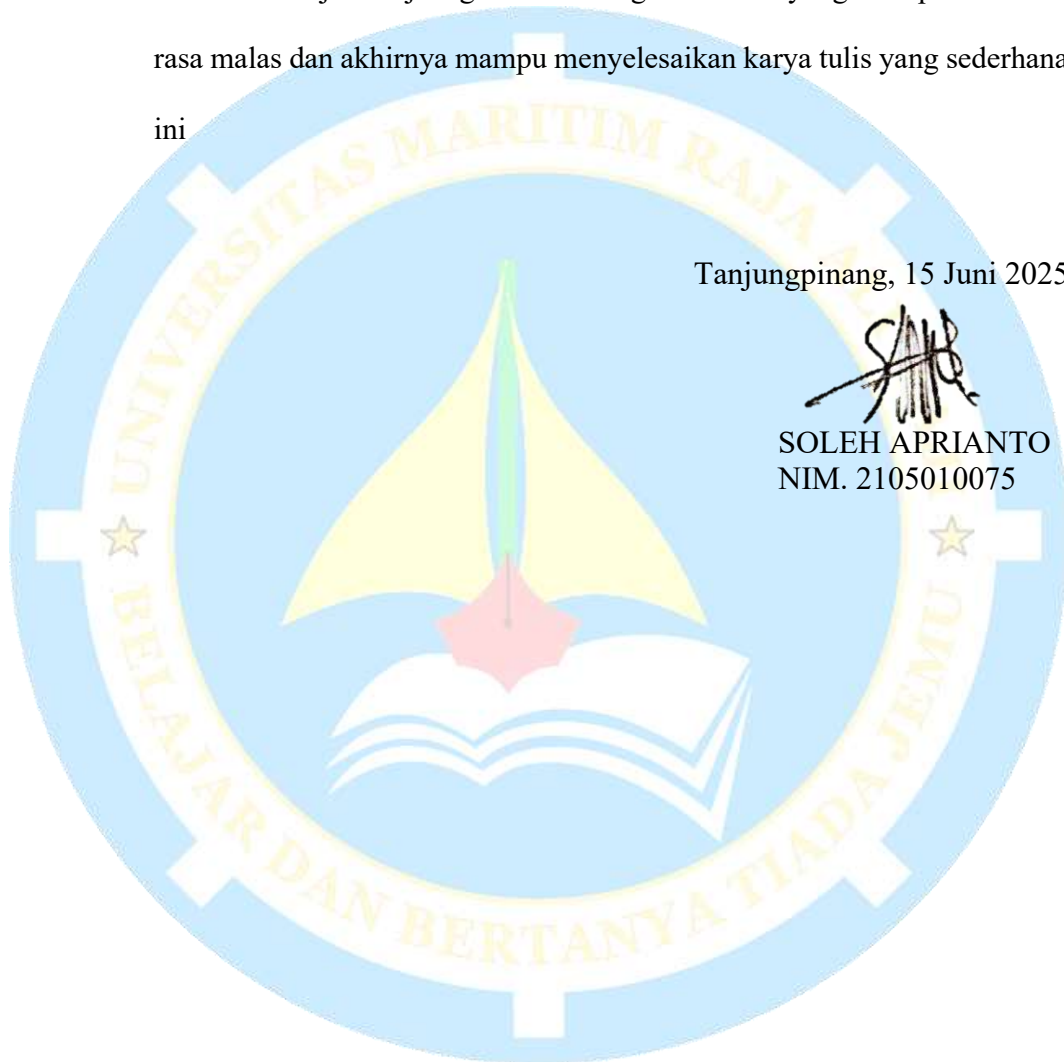 rasa malas dan akhirnya mampu menyelesaikan karya tulis yang sederhana
ini
Tanjungpinang, 15 Juni 2025
SOLEH APRIANTO
NIM. 2105010075
UNIVERSITAS MARITIM RAJA
BELAJAR DAN BERTANYA TIADA JEMU